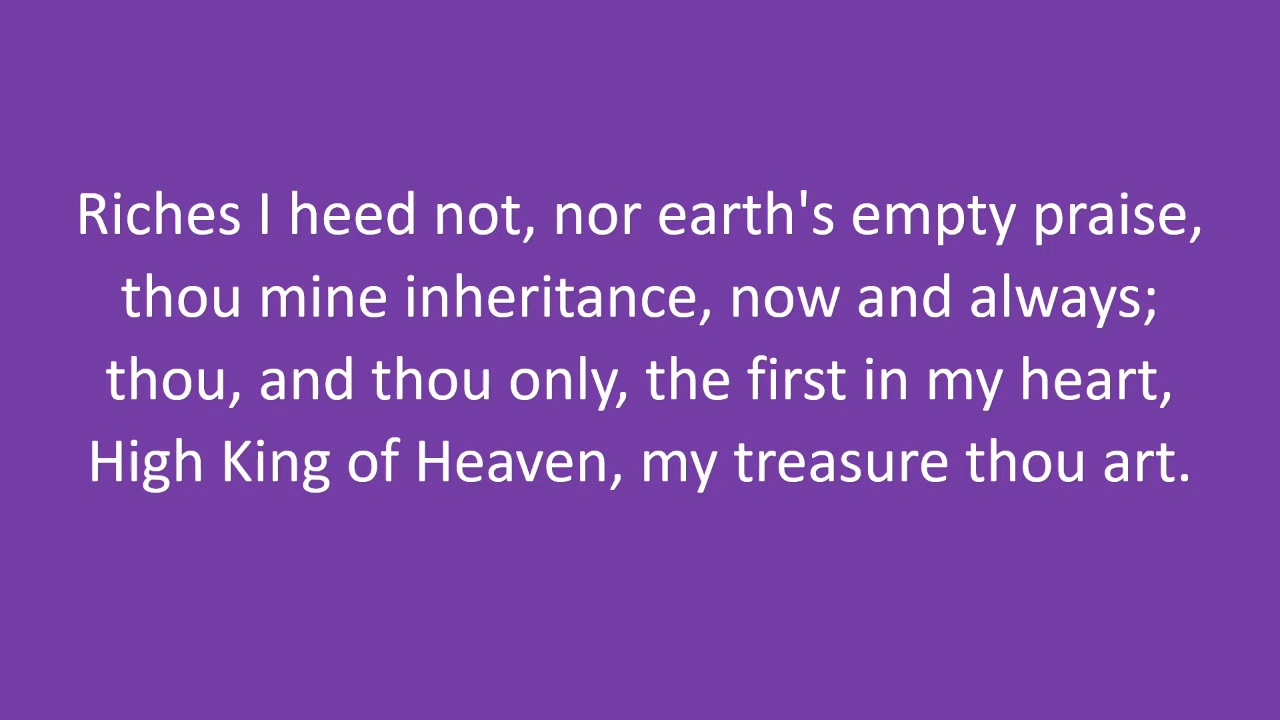 Riches I heed not, nor earth's empty praise,
thou mine inheritance, now and always;
thou, and thou only, the first in my heart,
High King of Heaven, my treasure thou art.